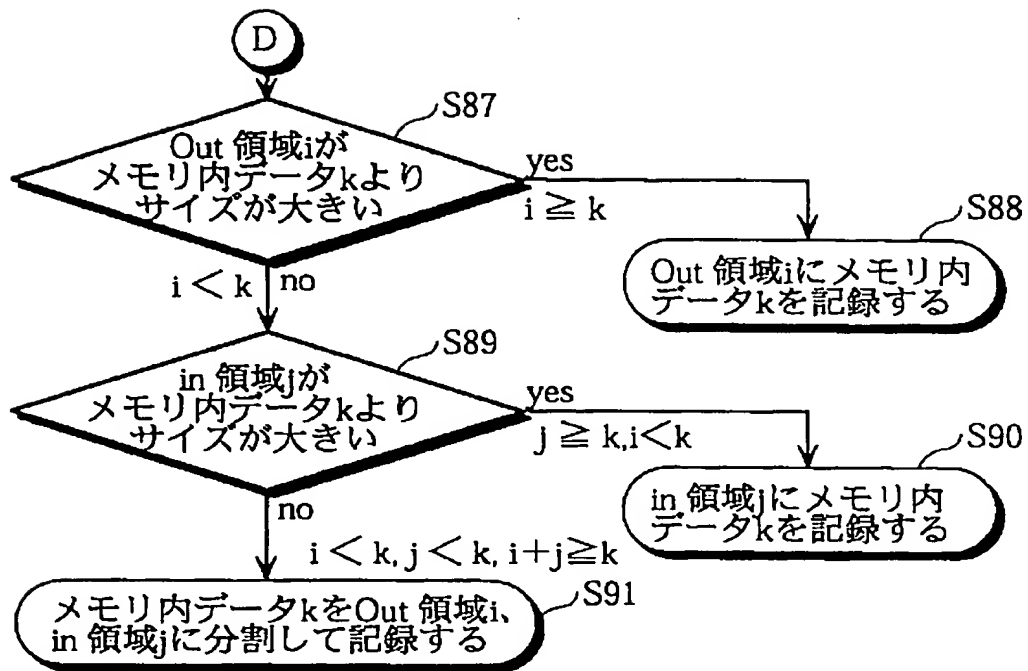 D
S87
Out 領域iが
メモリ内データkより
サイズが大きい
yes
i ≧ k
S88
Out 領域iにメモリ内
データkを記録する
i < k
no
S89
in 領域jが
メモリ内データkより
サイズが大きい
yes
j ≧ k,i<k
S90
in 領域jにメモリ内
データkを記録する
no
i < k, j < k, i+j≧k
S91
メモリ内データkをOut 領域i、
in 領域jに分割して記録する